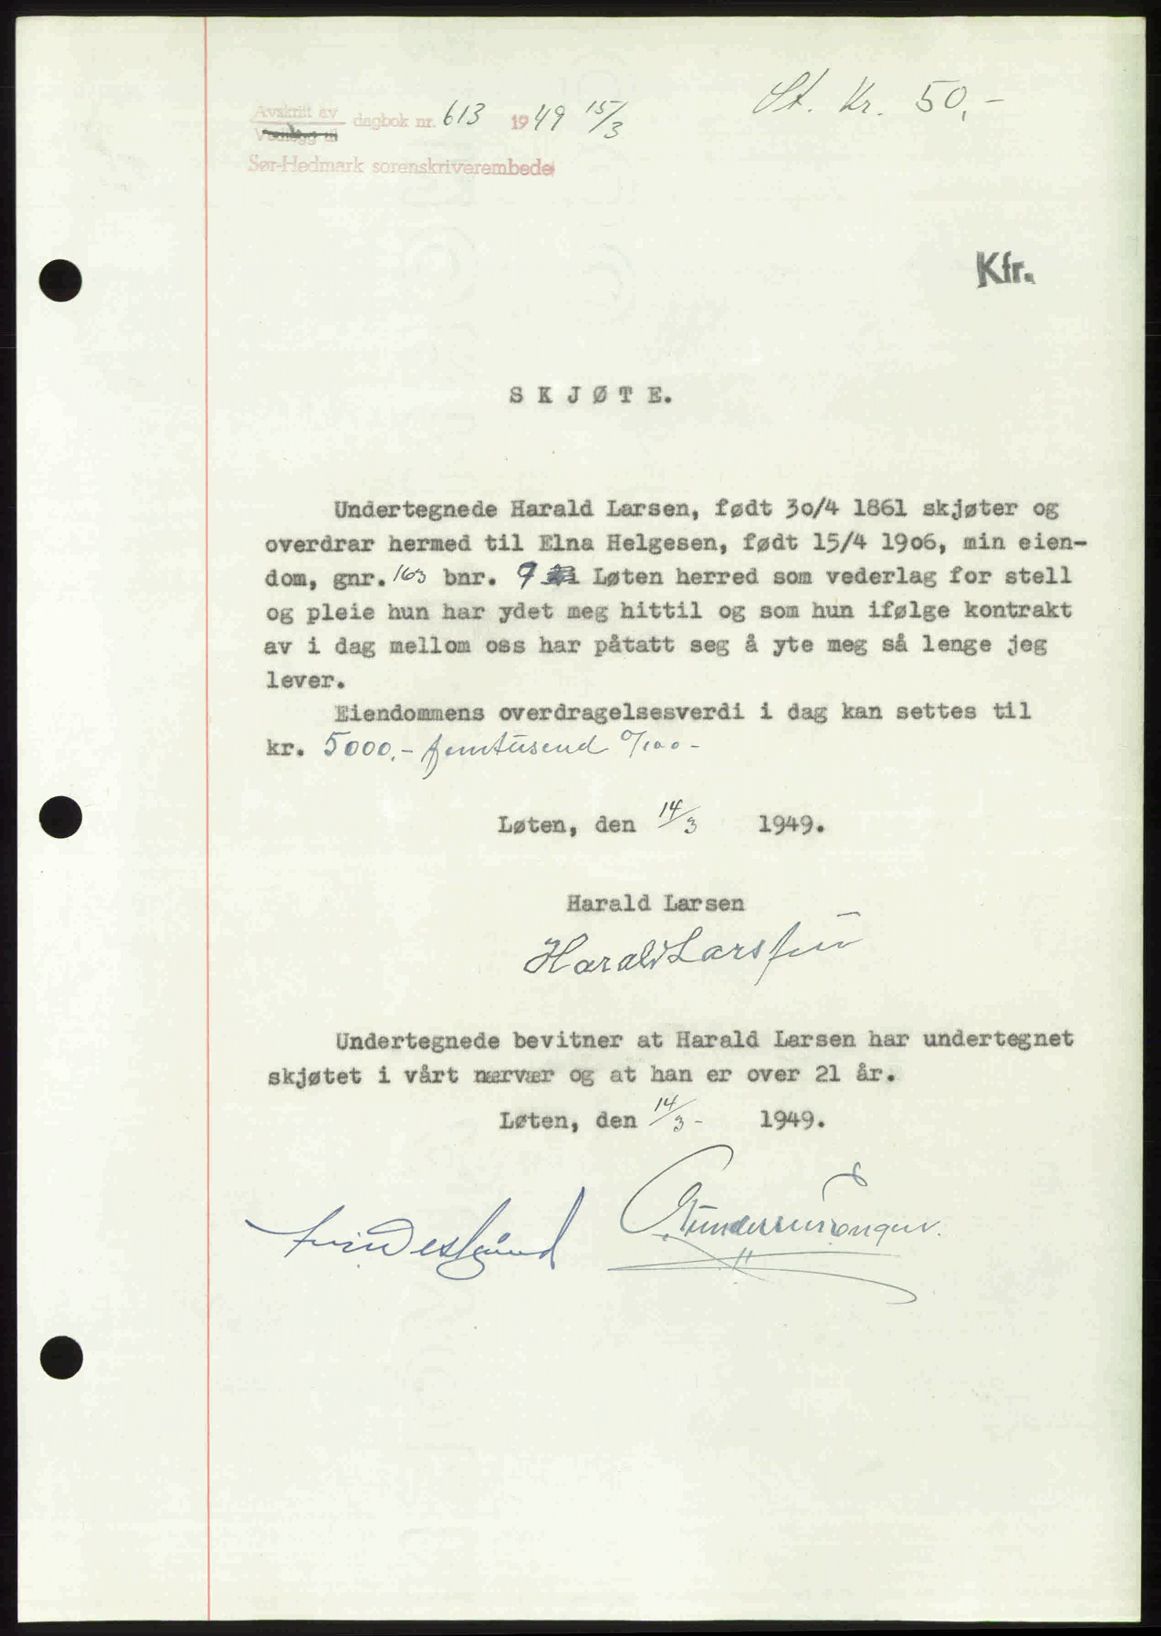 Avskrift av dagbok nr. 613 1949 15/3
Vedlegg til
Sør-Hedmark sorenskriverembede
St. Kr. 50,-
Kfr.
SKJØTE.
Undertegnede Harald Larsen, født 30/4 1861 skjøter og
overdrar hermed til Elna Helgesen, født 15/4 1906, min eien-
dom, gnr. 163 bnr. 9 i Løten herred som vederlag for stell
og pleie hun har ydet meg hittil og som hun ifølge kontrakt
av i dag mellom oss har påtatt seg å yte meg så lenge jeg
lever.
Eiendommens overdragelsesverdi i dag kan settes til
kr. 5000,- femtusend 0/100-
Løten, den 14/3 1949.
Harald Larsen
Harald Larssen
Undertegnede bevitner at Harald Larsen har undertegnet
skjøtet i vårt nærvær og at han er over 21 år.
Løten, den 14/3- 1949.